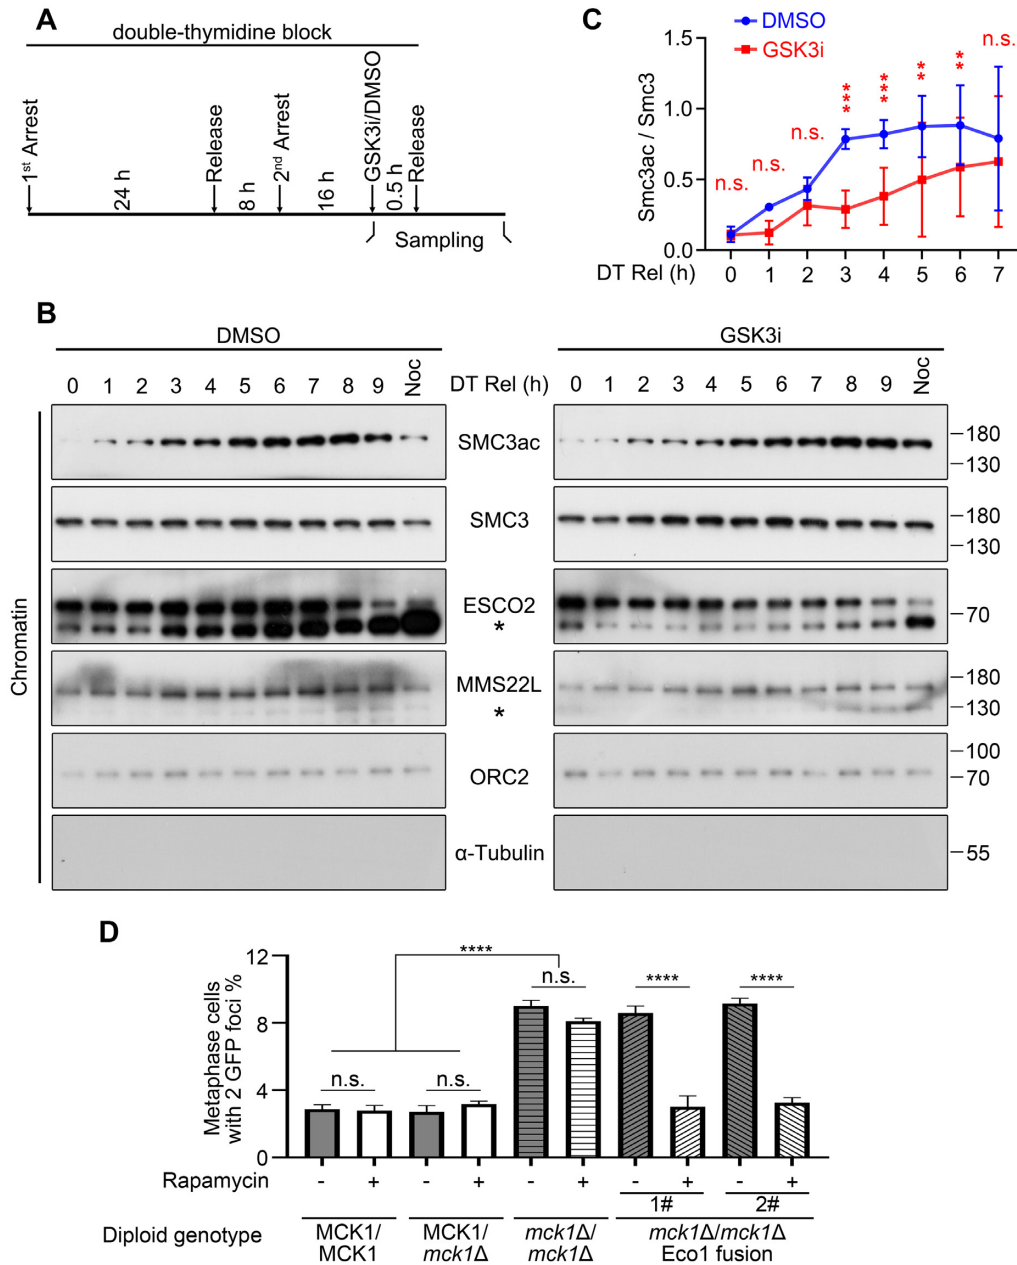 A
double-thymidine block
1st Arrest
24 h
Release
8 h
2nd Arrest
16 h
GSK3i/DMSO
0.5 h
Release
Sampling
C
DMSO
GSK3i
Smc3ac / Smc3
1.5
1.0
0.5
0.0
n.s.
n.s.
n.s.
***
***
**
**
n.s.
DT Rel (h) 0 1 2 3 4 5 6 7
B
DMSO
GSK3i
0 1 2 3 4 5 6 7 8 9 Noc DT Rel (h) 0 1 2 3 4 5 6 7 8 9 Noc
Chromatin
SMC3ac
180
130
SMC3
180
130
ESCO2
*
70
MMS22L
*
180
130
ORC2
100
70
α-Tubulin
55
D
Metaphase cells
with 2 GFP foci %
12
8
4
0
****
n.s.
n.s.
n.s.
****
****
Rapamycin - + - + - + - + - +
1# 2#
Diploid genotype
MCK1/
MCK1
MCK1/
mck1Δ
mck1Δ/
mck1Δ
mck1Δ/mck1Δ
Eco1 fusion